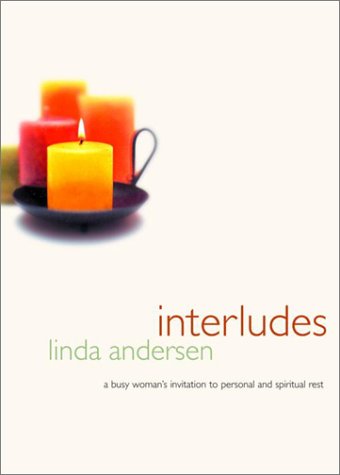 interludes
linda andersen
a busy woman's invitation to personal and spiritual rest